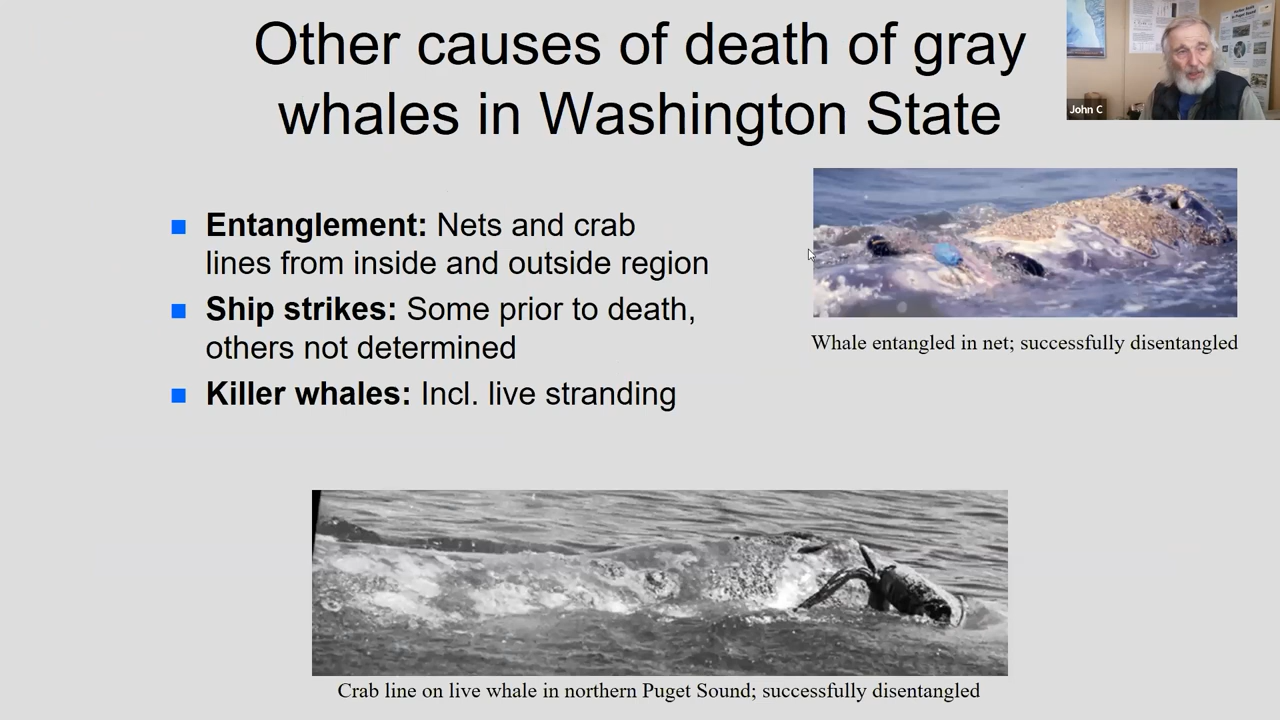 Other causes of death of gray
whales in Washington State
John C
Entanglement: Nets and crab
lines from inside and outside region
Ship strikes: Some prior to death,
others not determined
Killer whales: Incl. live stranding
Whale entangled in net; successfully disentangled
Crab line on live whale in northern Puget Sound; successfully disentangled